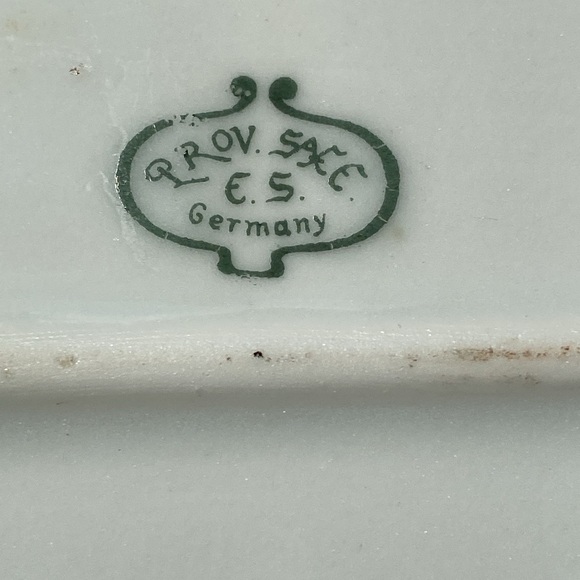 PROV. SAXE.
E. S.
Germany